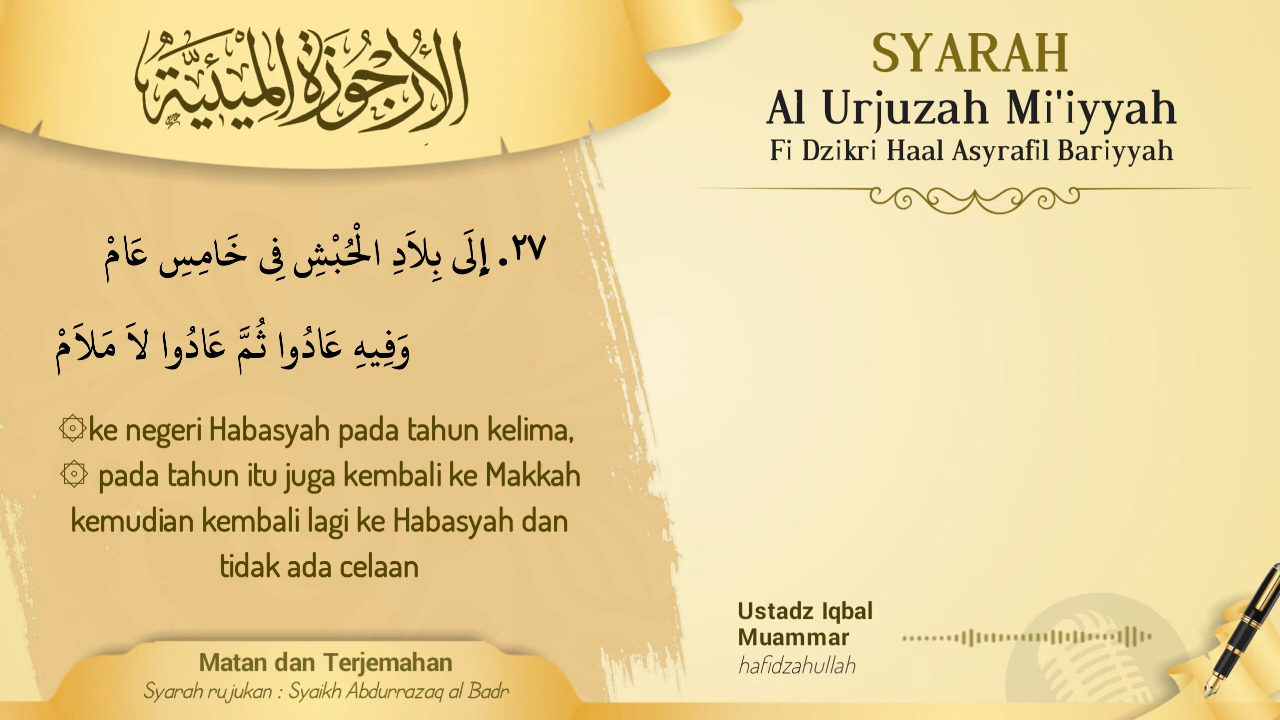 الأرجوزة الميئية
SYARAH
Al Urjuzah Mi'iyyah
Fi Dzikri Haal Asyrafil Bariyyah
٢٧. إِلَى بِلاَدِ الْحُبْشِ فِى خَامِسِ عَامْ
وَفِيهِ عَادُوا ثُمَّ عَادُوا لاَ مَلاَمْ
۞ke negeri Habasyah pada tahun kelima,
۞ pada tahun itu juga kembali ke Makkah
kemudian kembali lagi ke Habasyah dan
tidak ada celaan
Matan dan Terjemahan
Syarah rujukan : Syaikh Abdurrazaq al Badr
Ustadz Iqbal
Muammar
hafidzahullah